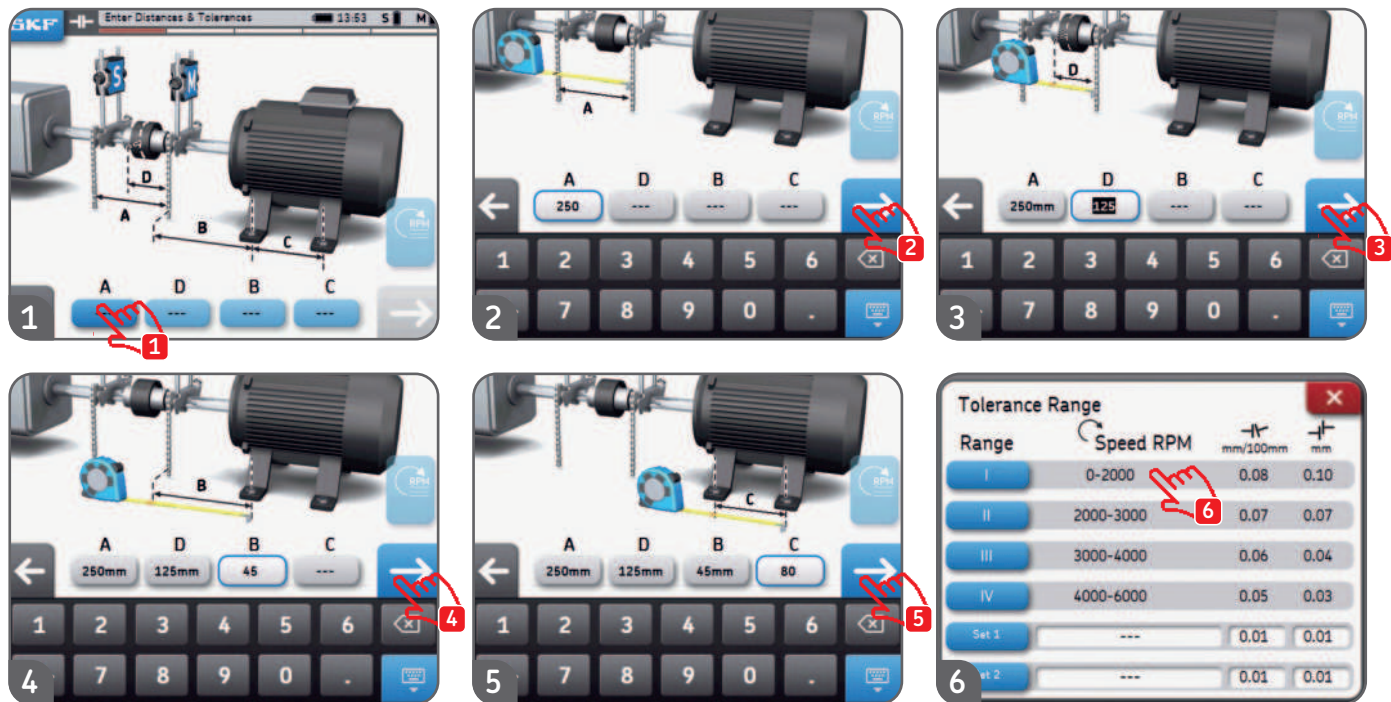 SKF Enter Distances & Tolerances 13:53 S M
S M
D
A
B
C
RPM
A D B C
--- --- --- ---
1
1
A
RPM
A D B C
250 --- --- ---
2
1 2 3 4 5 6
7 8 9 0 .
2
D
RPM
A D B C
250mm 125 --- ---
3
1 2 3 4 5 6
7 8 9 0 .
3
B
RPM
A D B C
250mm 125mm 45 ---
4
1 2 3 4 5 6
7 8 9 0 .
4
C
RPM
A D B C
250mm 125mm 45mm 80
5
1 2 3 4 5 6
7 8 9 0 .
5
Tolerance Range
Range Speed RPM mm/100mm mm
I 0-2000 0.08 0.10
6
II 2000-3000 0.07 0.07
III 3000-4000 0.06 0.04
IV 4000-6000 0.05 0.03
Set 1 --- 0.01 0.01
et 2 --- 0.01 0.01
6